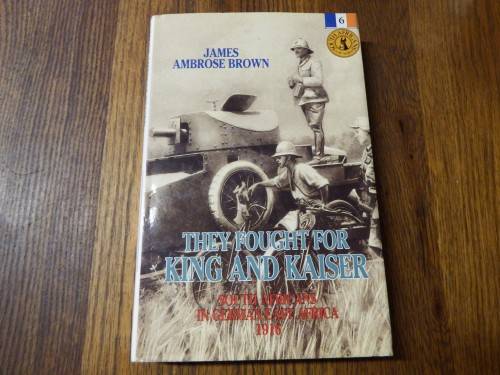 JAMES
AMBROSE BROWN
6
THEY FOUGHT FOR
KING AND KAISER
SOUTH AFRICANS
IN GERMAN EAST AFRICA
1916